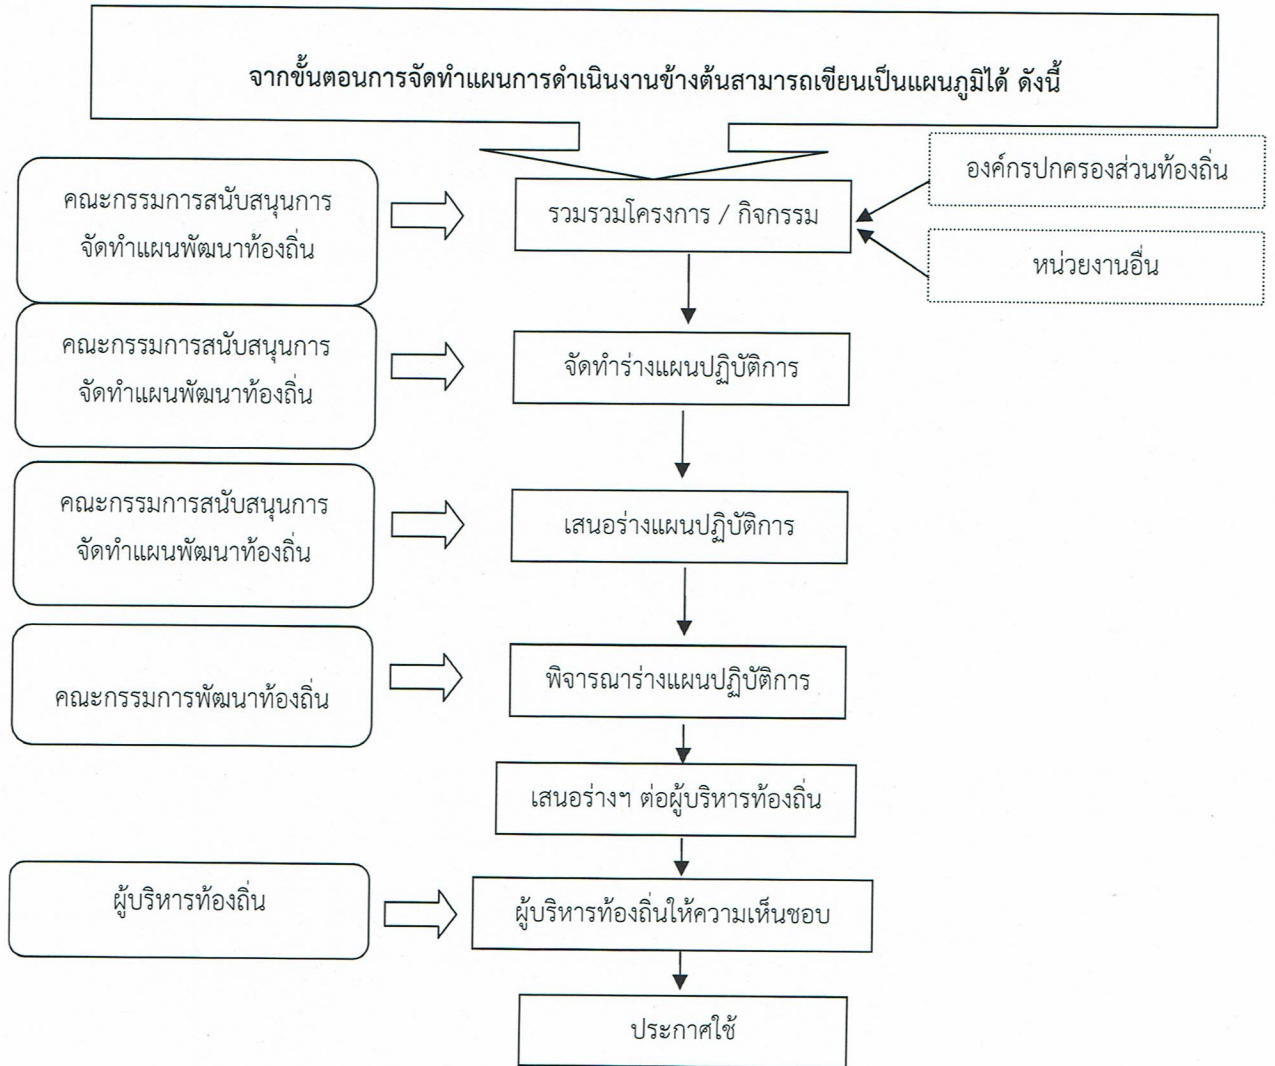 จากขั้นตอนการจัดทำแผนการดำเนินงานข้างต้นสามารถเขียนเป็นแผนภูมิได้ ดังนี้
คณะกรรมการสนับสนุนการ
จัดทำแผนพัฒนาท้องถิ่น
รวมรวมโครงการ / กิจกรรม
องค์กรปกครองส่วนท้องถิ่น
หน่วยงานอื่น
คณะกรรมการสนับสนุนการ
จัดทำแผนพัฒนาท้องถิ่น
จัดทำร่างแผนปฏิบัติการ
คณะกรรมการสนับสนุนการ
จัดทำแผนพัฒนาท้องถิ่น
เสนอร่างแผนปฏิบัติการ
คณะกรรมการพัฒนาท้องถิ่น
พิจารณาร่างแผนปฏิบัติการ
เสนอร่างฯ ต่อผู้บริหารท้องถิ่น
ผู้บริหารท้องถิ่น
ผู้บริหารท้องถิ่นให้ความเห็นชอบ
ประกาศใช้